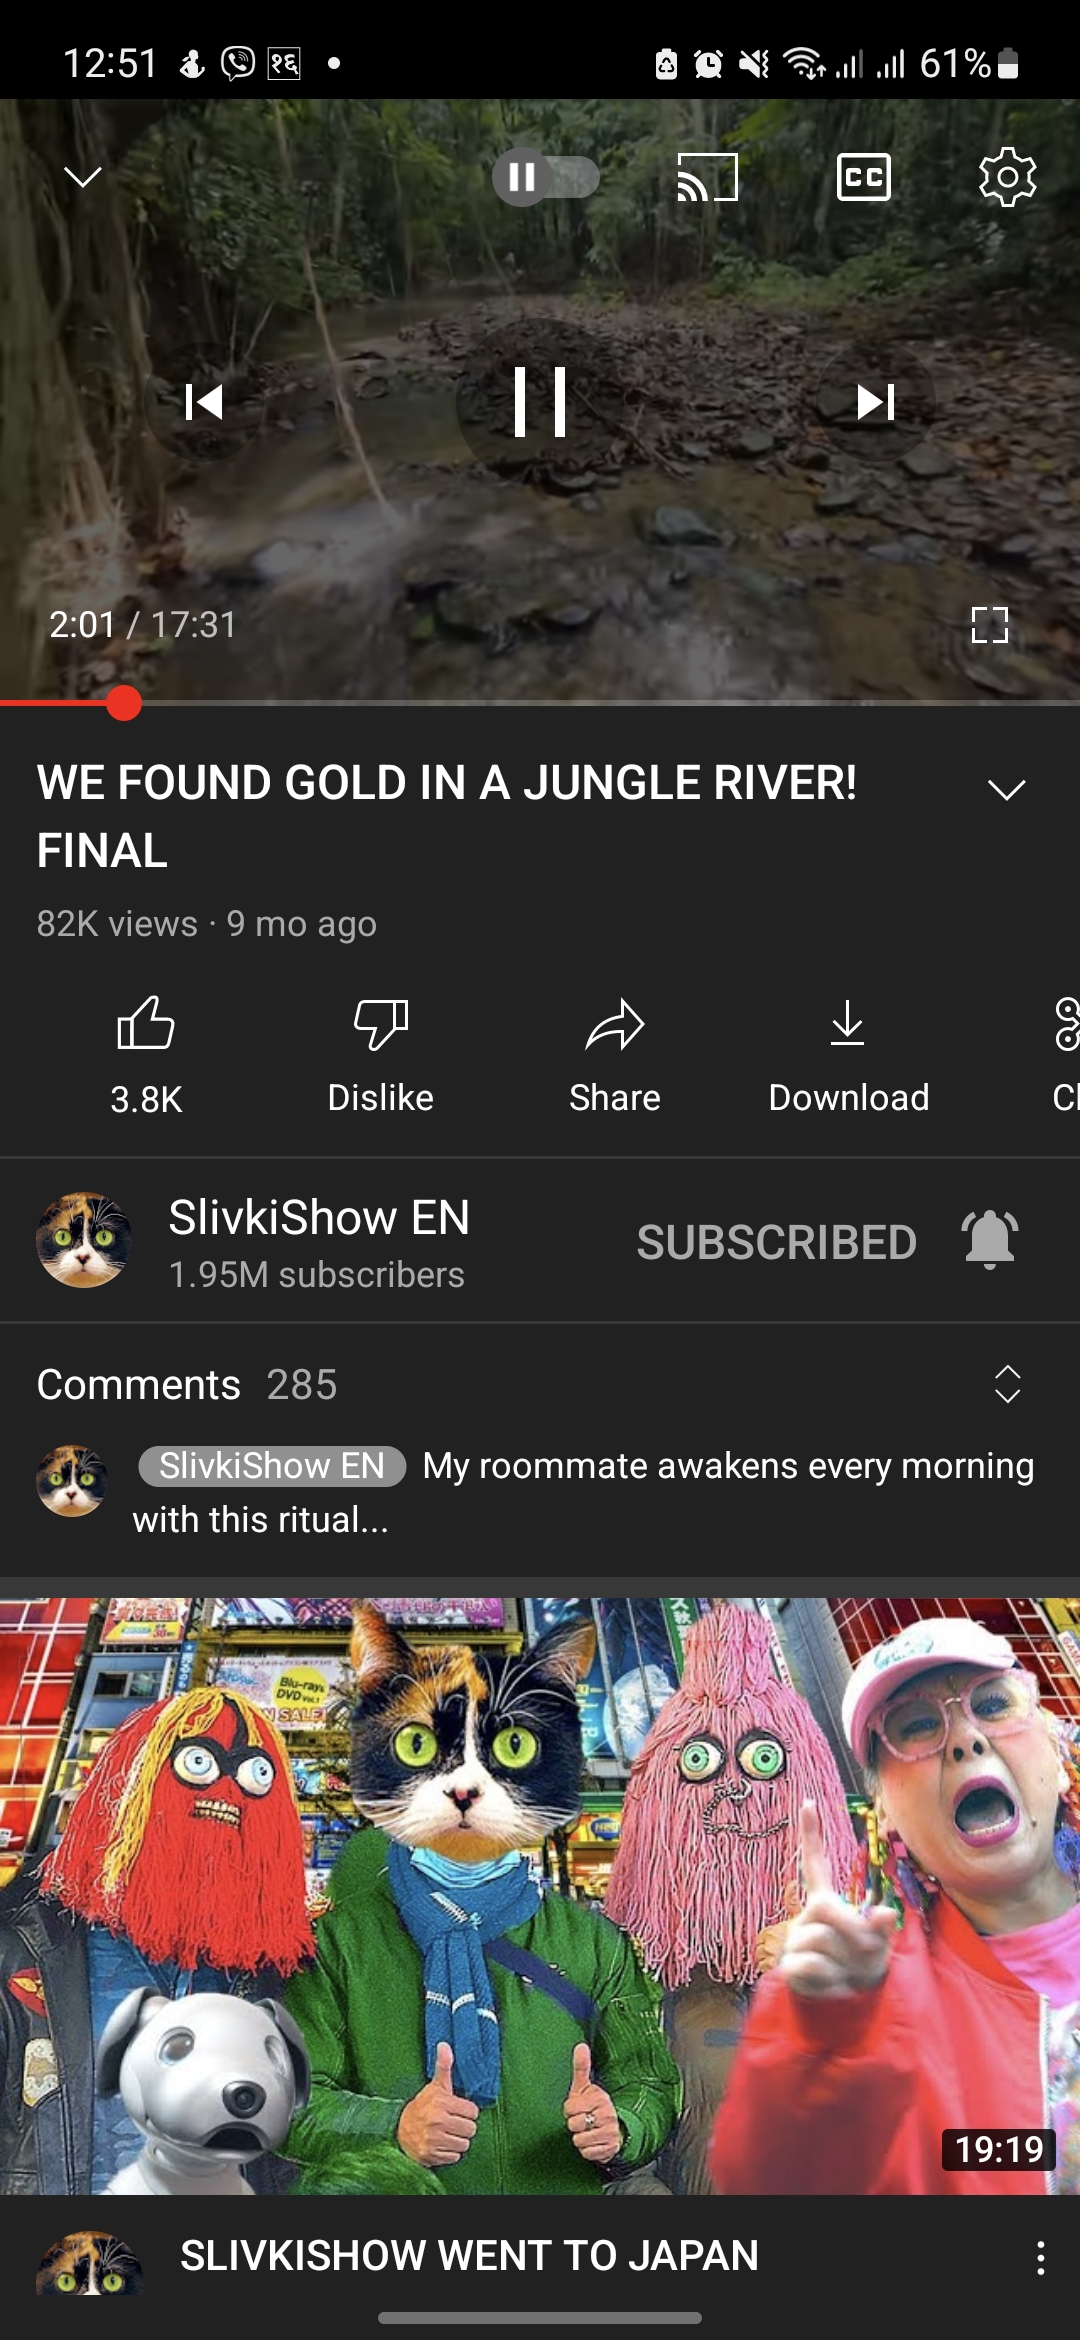 12:51
१६
61%
CC
2:01 / 17:31
WE FOUND GOLD IN A JUNGLE RIVER!
FINAL
82K views · 9 mo ago
3.8K
Dislike
Share
Download
SlivkiShow EN
1.95M subscribers
SUBSCRIBED
Comments 285
SlivkiShow EN My roommate awakens every morning
with this ritual...
Blu-ray
DVD
SALE
19:19
SLIVKISHOW WENT TO JAPAN